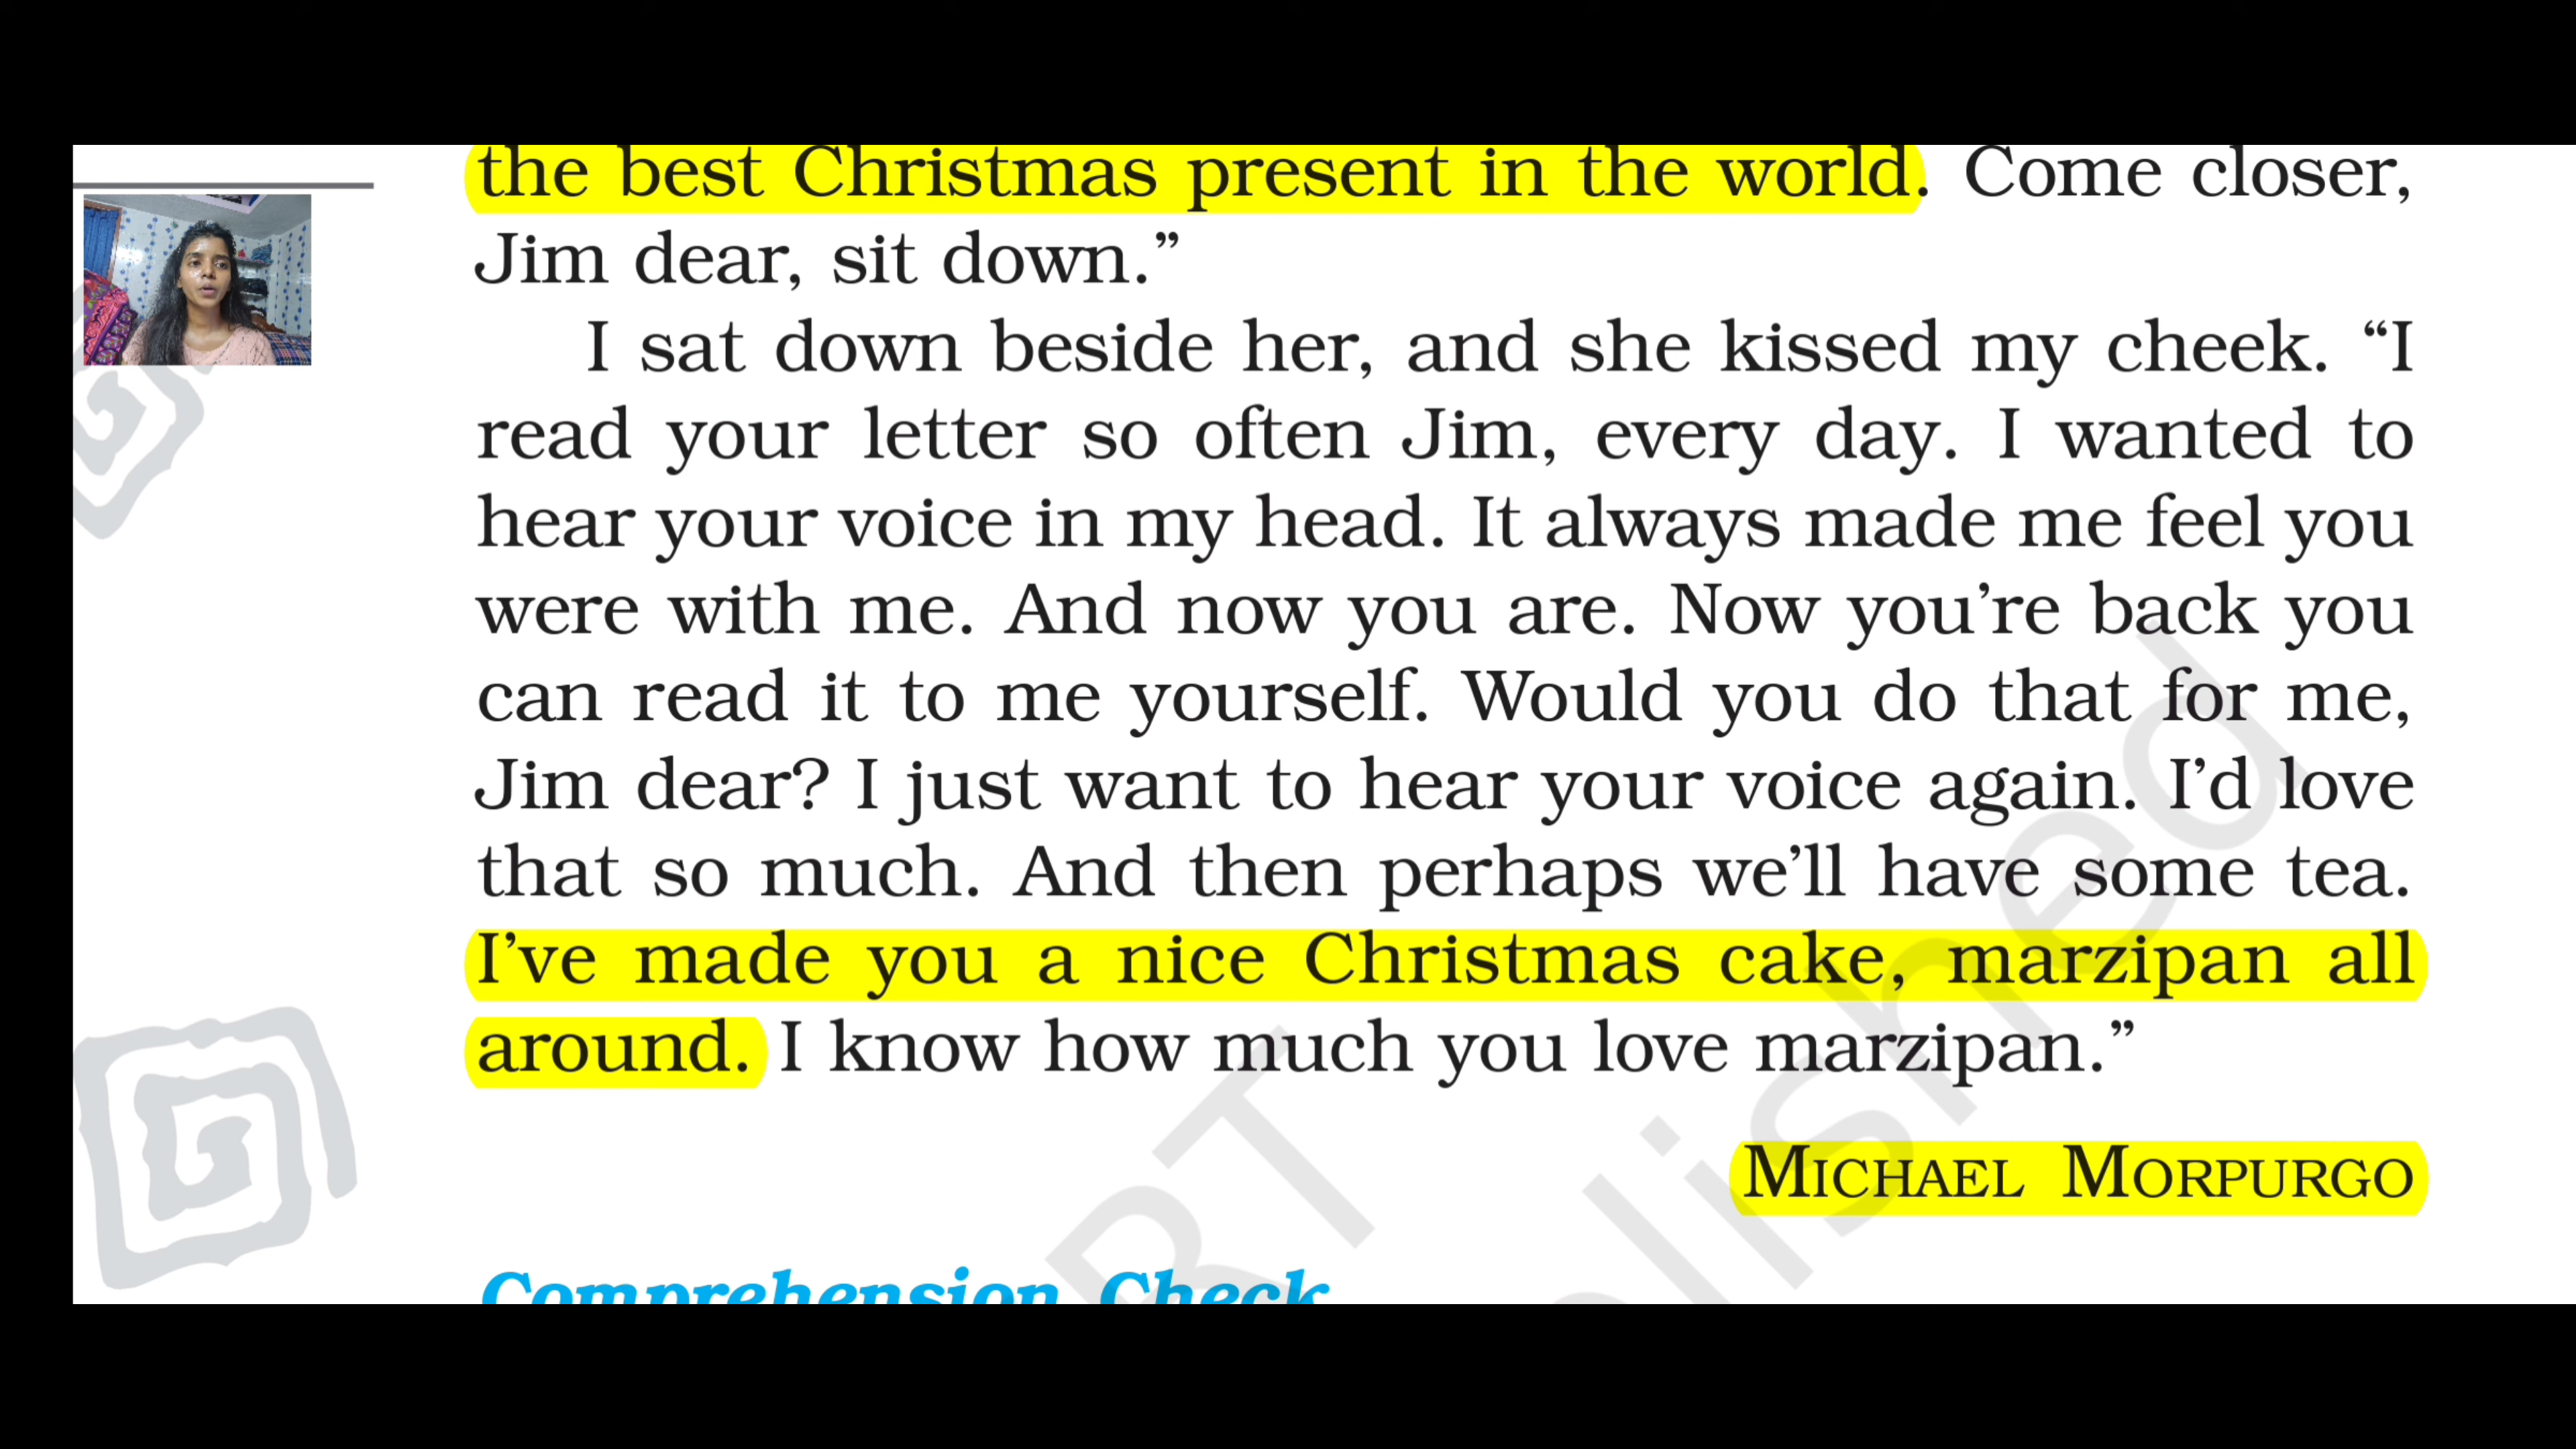 the best Christmas present in the world. Come closer,
Jim dear, sit down.”
I sat down beside her, and she kissed my cheek. “I
read your letter so often Jim, every day. I wanted to
hear your voice in my head. It always made me feel you
were with me. And now you are. Now you’re back you
can read it to me yourself. Would you do that for me,
Jim dear? I just want to hear your voice again. I’d love
that so much. And then perhaps we’ll have some tea.
I’ve made you a nice Christmas cake, marzipan all
around. I know how much you love marzipan.”
MICHAEL MORPURGO
Comprehension Check